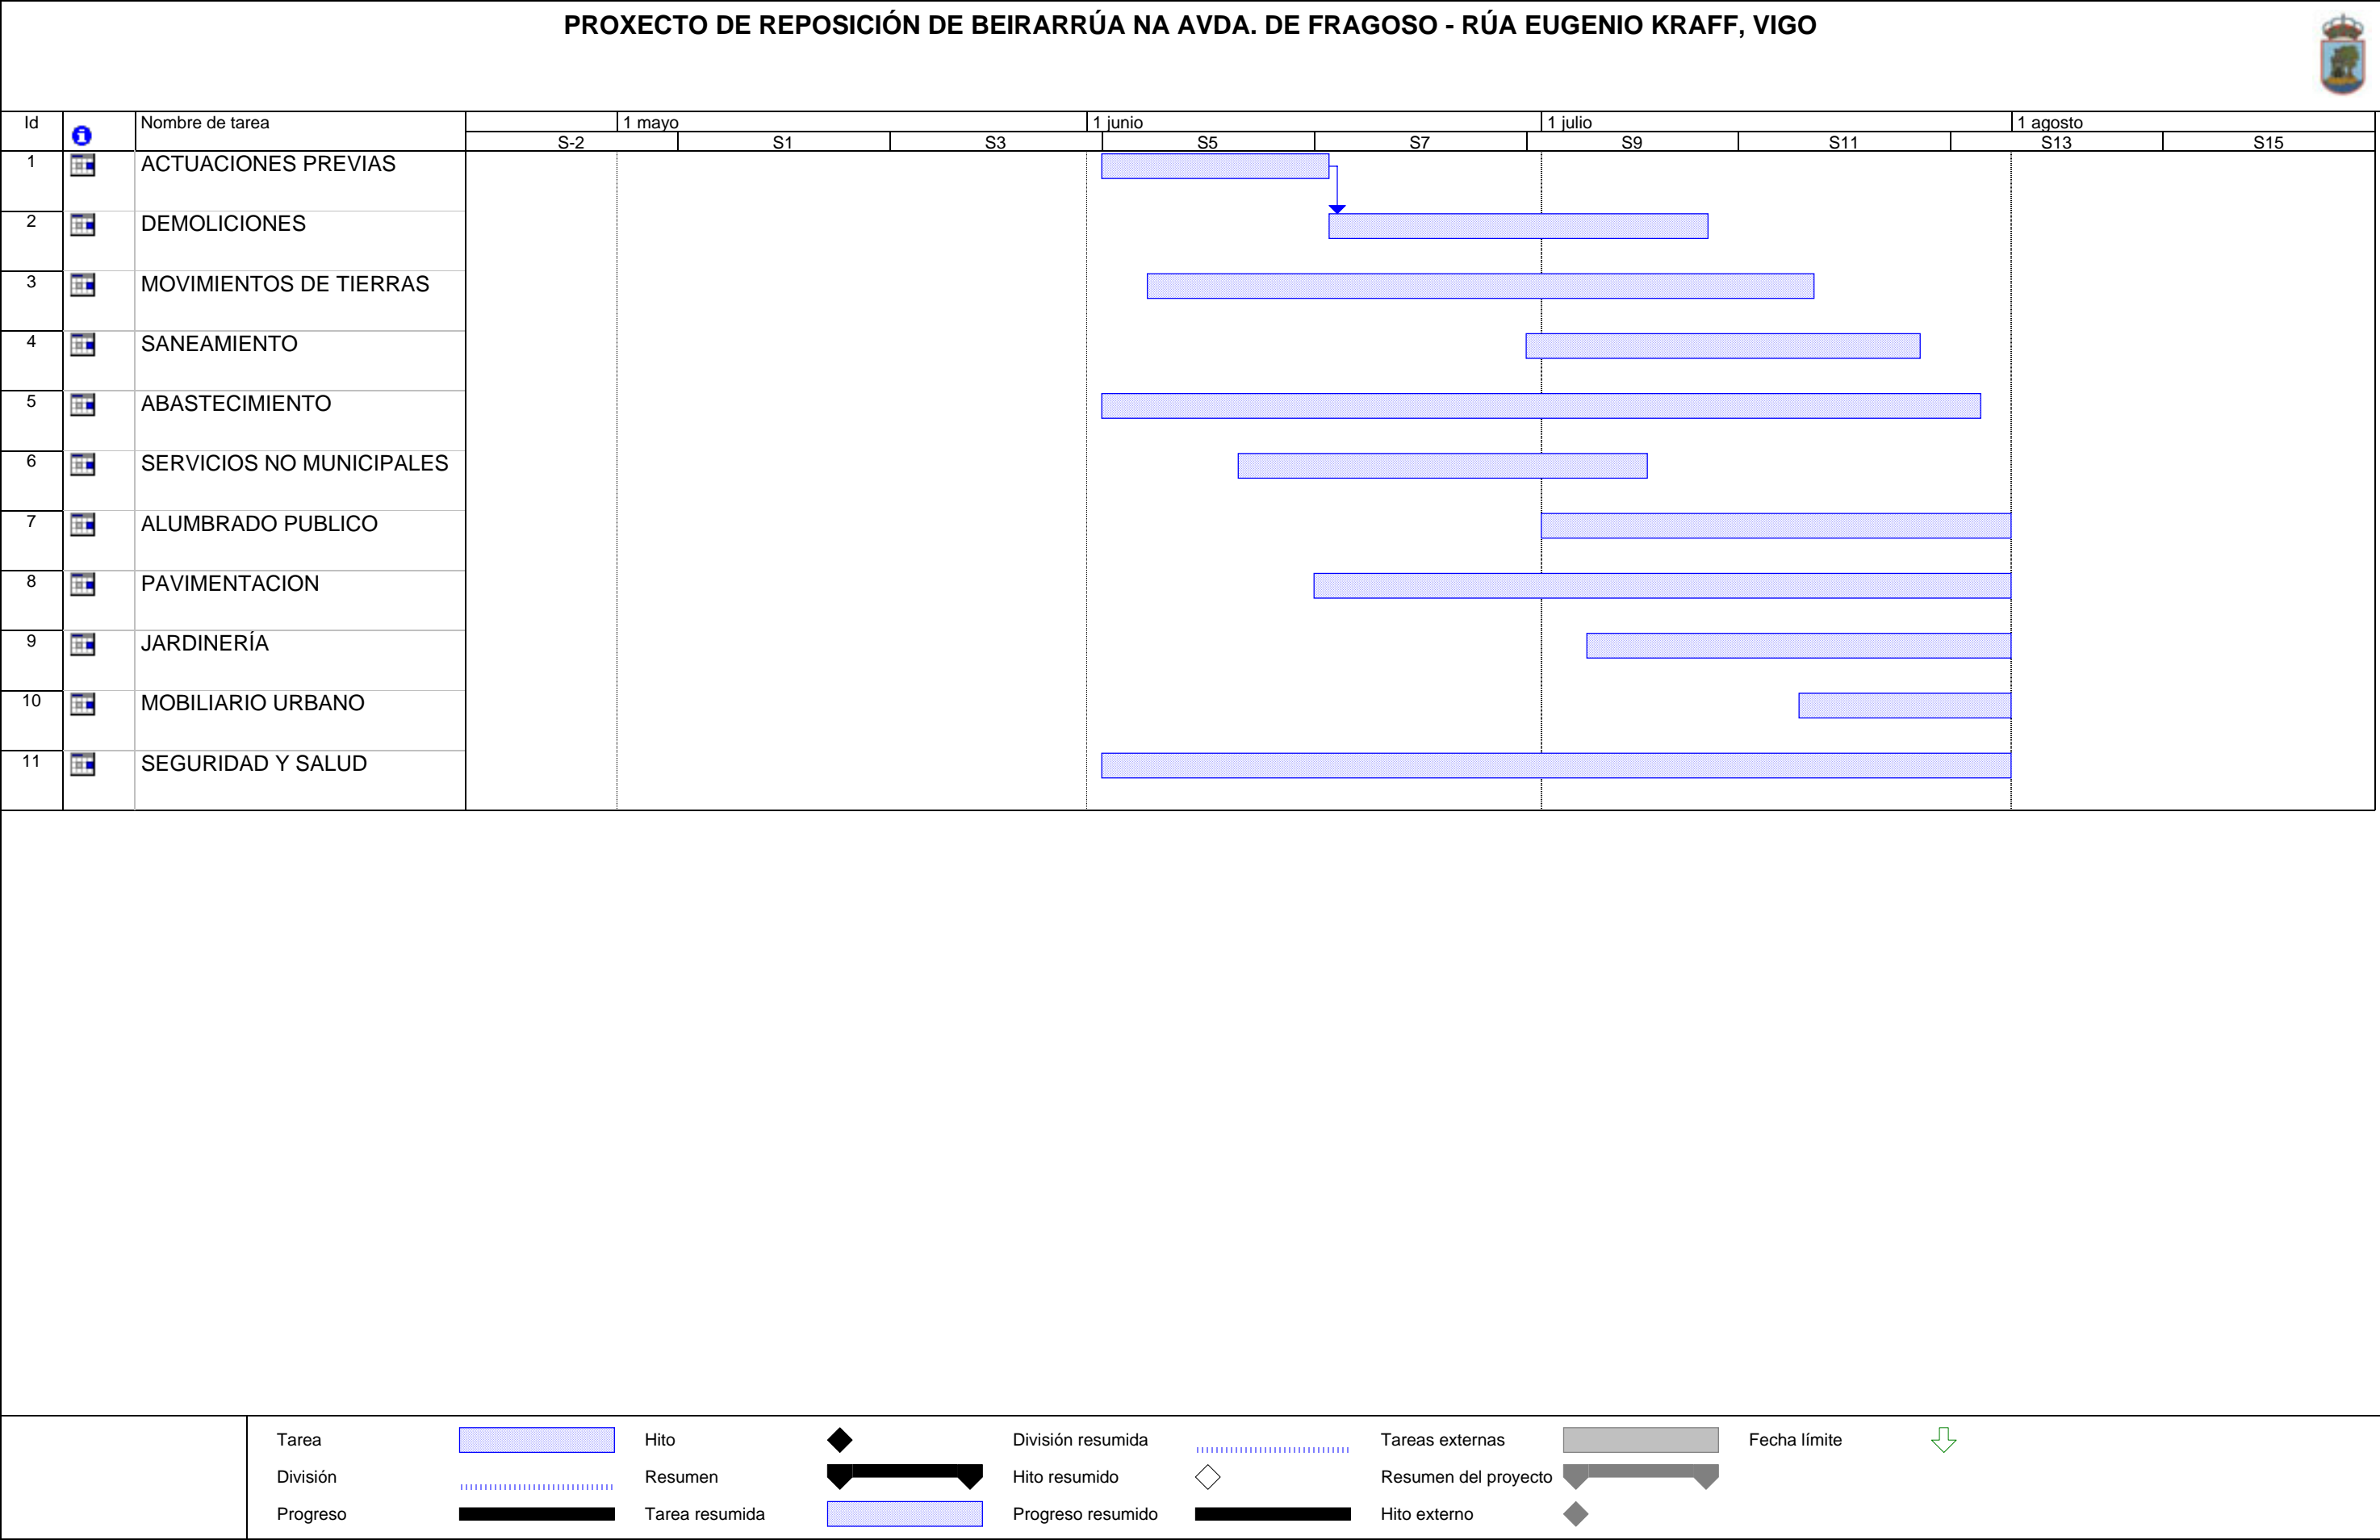 PROXECTO DE REPOSICIÓN DE BEIRARRÚA NA AVDA. DE FRAGOSO - RÚA EUGENIO KRAFF, VIGO
Id Nombre de tarea 1 mayo 1 junio 1 julio 1 agosto
S-2 S1 S3 S5 S7 S9 S11 S13 S15
1 ACTUACIONES PREVIAS
2 DEMOLICIONES
3 MOVIMIENTOS DE TIERRAS
4 SANEAMIENTO
5 ABASTECIMIENTO
6 SERVICIOS NO MUNICIPALES
7 ALUMBRADO PUBLICO
8 PAVIMENTACION
9 JARDINERÍA
10 MOBILIARIO URBANO
11 SEGURIDAD Y SALUD
Tarea Hito División resumida Tareas externas Fecha límite
División Resumen Hito resumido Resumen del proyecto
Progreso Tarea resumida Progreso resumido Hito externo